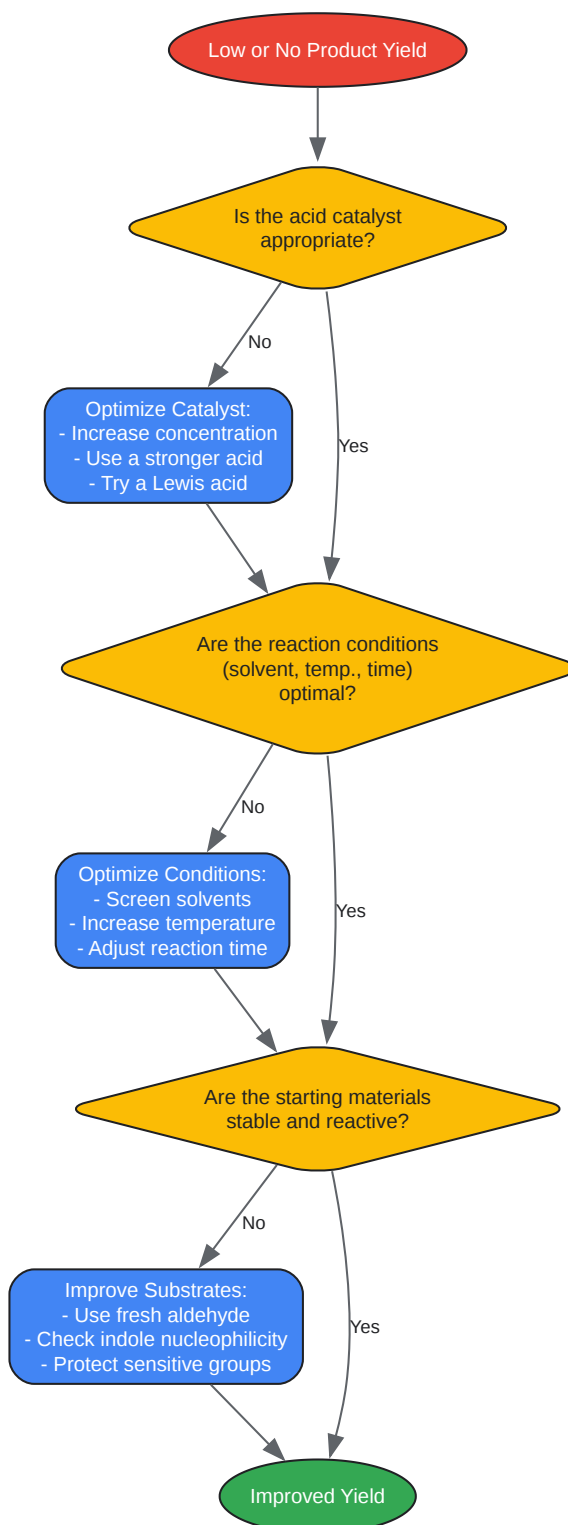 Low or No Product Yield
Is the acid catalyst
appropriate?
No
Optimize Catalyst:
- Increase concentration
- Use a stronger acid
- Try a Lewis acid
Yes
Are the reaction conditions
(solvent, temp., time)
optimal?
No
Optimize Conditions:
- Screen solvents
- Increase temperature
- Adjust reaction time
Yes
Are the starting materials
stable and reactive?
No
Improve Substrates:
- Use fresh aldehyde
- Check indole nucleophilicity
- Protect sensitive groups
Yes
Improved Yield